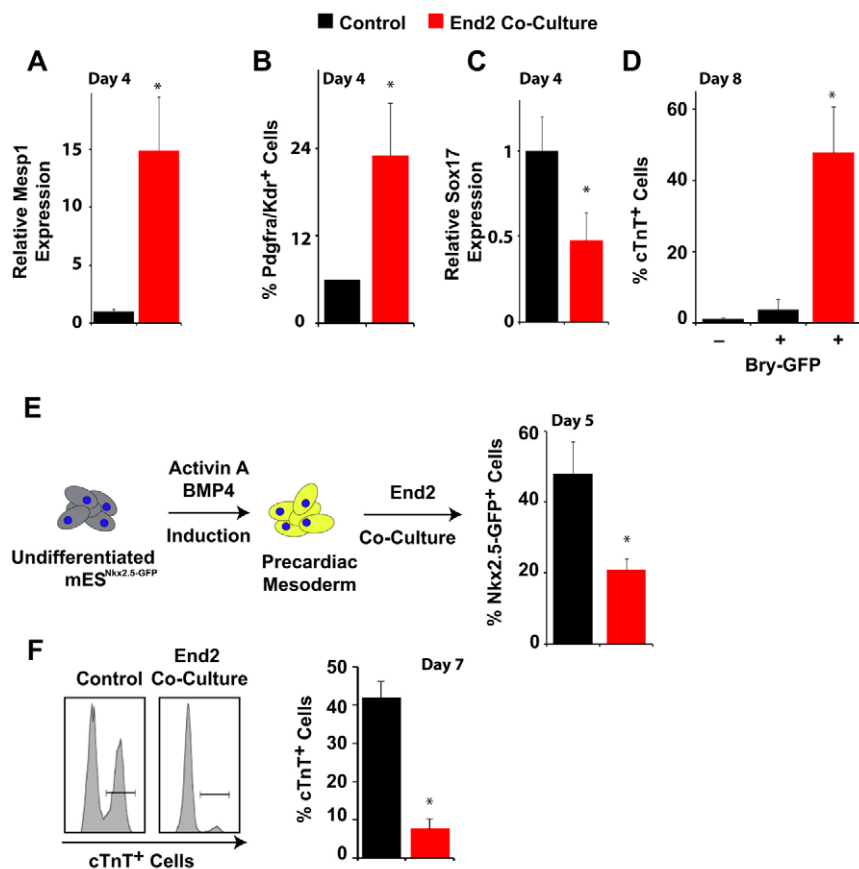 Control End2 Co-Culture
A
Day 4
*
Relative Mesp1
Expression
15
10
5
0
B
Day 4
*
% Pdgfra/Kdr+ Cells
24
12
6
0
C
Day 4
*
Relative Sox17
Expression
1
0.5
0
D
Day 8
*
% cTnT+ Cells
60
40
20
0
– + +
Bry-GFP
E
Undifferentiated
mES Nkx2.5-GFP
Activin A
BMP4
Induction
Precardiac
Mesoderm
End2
Co-Culture
Day 5
*
% Nkx2.5-GFP+ Cells
60
40
20
0
F
Control
End2
Co-Culture
cTnT+ Cells
Day 7
*
% cTnT+ Cells
50
40
30
20
10
0